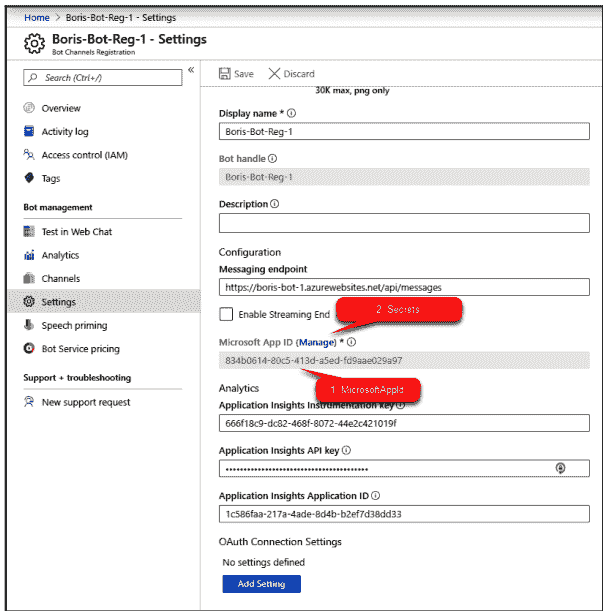 Home > Boris-Bot-Reg-1 - Settings
Boris-Bot-Reg-1 - Settings
Bot Channels Registration
Search (Ctrl+/)
«
Overview
Activity log
Access control (IAM)
Tags
Bot management
Test in Web Chat
Analytics
Channels
Settings
Speech priming
Bot Service pricing
Support + troubleshooting
New support request
Save Discard
30K max, png only
Display name *
Boris-Bot-Reg-1
Bot handle
Boris-Bot-Reg-1
Description
Configuration
Messaging endpoint
https://boris-bot-1.azurewebsites.net/api/messages
Enable Streaming End
2 Secrets
Microsoft App ID (Manage) *
834b0614-80c5-413d-a5ed-fd9aae029a97
1 MicrosoftAppId
Analytics
Application Insights Instrumentation key
666f18c9-dc82-468f-8072-44e2c421019f
Application Insights API key
Application Insights Application ID
1c586faa-217a-4ade-8d4b-b2ef7d38dd33
OAuth Connection Settings
No settings defined
Add Setting